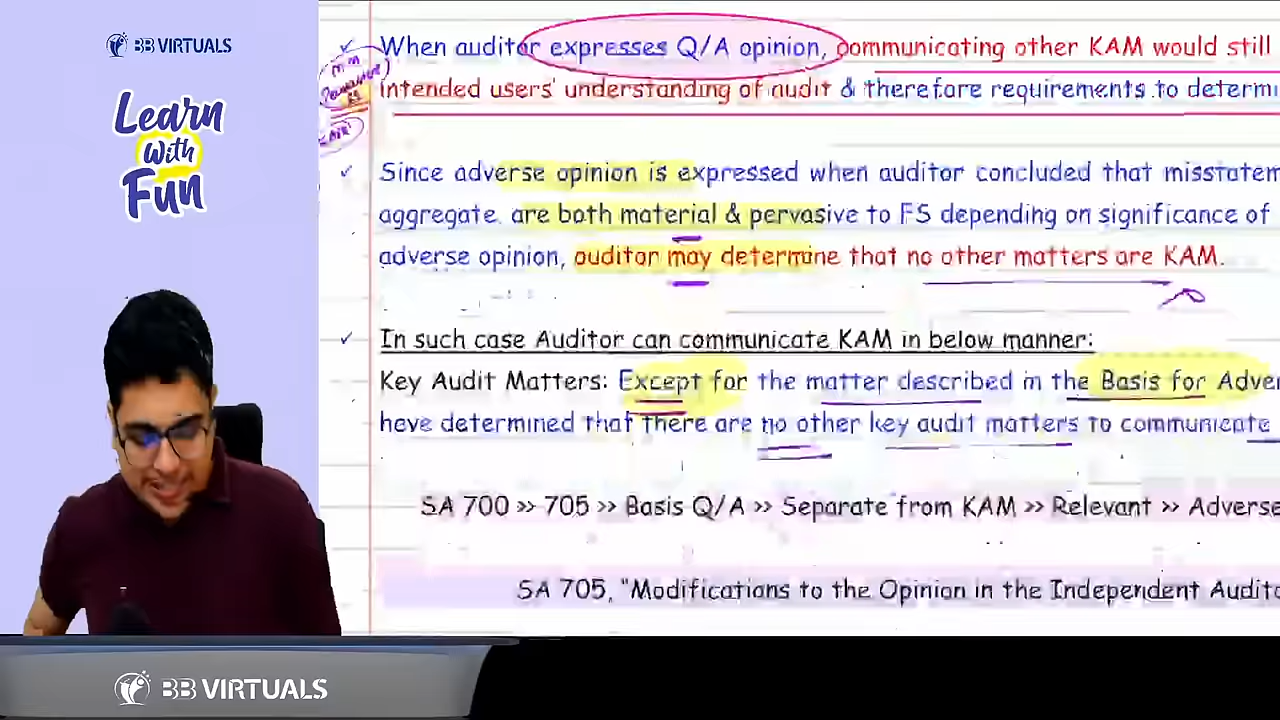 BB VIRTUALS
Learn
With
Fun
When auditor expresses Q/A opinion, communicating other KAM would still
intended users' understanding of audit & therefore requirements to determi
Since adverse opinion is expressed when auditor concluded that misstatem
aggregate. are both material & pervasive to FS depending on significance of
adverse opinion, auditor may determine that no other matters are KAM.
In such case Auditor can communicate KAM in below manner:
Key Audit Matters: Except for the matter described in the Basis for Adver
have determined that there are no other key audit matters to communicate
SA 700 >> 705 >> Basis Q/A >> Separate from KAM >> Relevant >> Adverse
SA 705, "Modifications to the Opinion in the Independent Audito
BB VIRTUALS